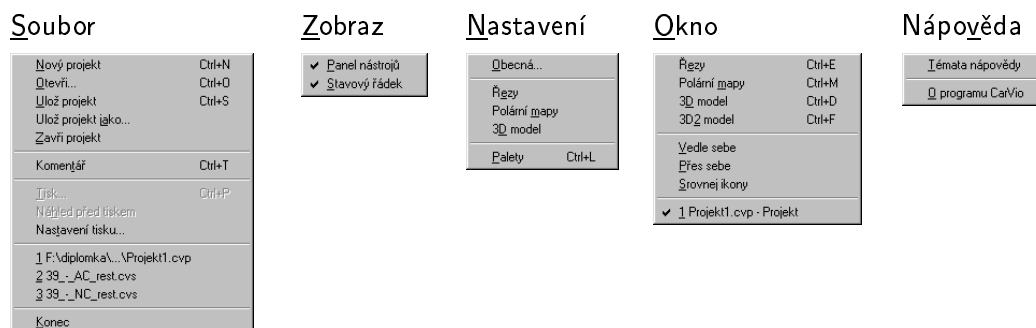 Soubor
Nový projekt Ctrl+N
Otevři... Ctrl+O
Ulož projekt Ctrl+S
Ulož projekt jako...
Zavři projekt
Komentář Ctrl+T
Tisk... Ctrl+P
Náhled před tiskem
Nastavení tisku...
1 F:\diplomka\...\Projekt1.cvp
2 39_-_AC_rest.cvs
3 39_-_NC_rest.cvs
Konec
Zobraz
Panel nástrojů
Stavový řádek
Nastavení
Obecná...
Řezy
Polární mapy
3D model
Palety Ctrl+L
Okno
Řezy Ctrl+E
Polární mapy Ctrl+M
3D model Ctrl+D
3D2 model Ctrl+F
Vedle sebe
Přes sebe
Srovnej ikony
1 Projekt1.cvp - Projekt
Nápověda
Témata nápovědy
O programu CarVio